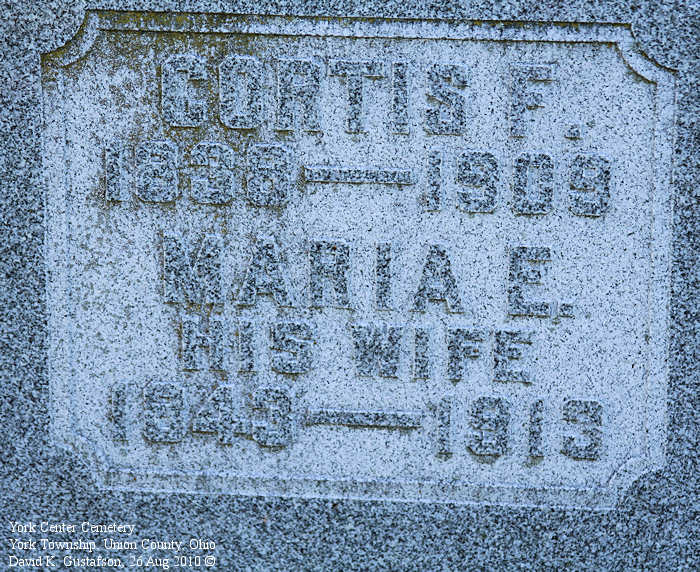 CORTIS F.
1838—1909
MARIA E.
HIS WIFE
1843—1913
York Center Cemetery
York Township, Union County, Ohio
David K. Gustafson, 26 Aug 2010 ©